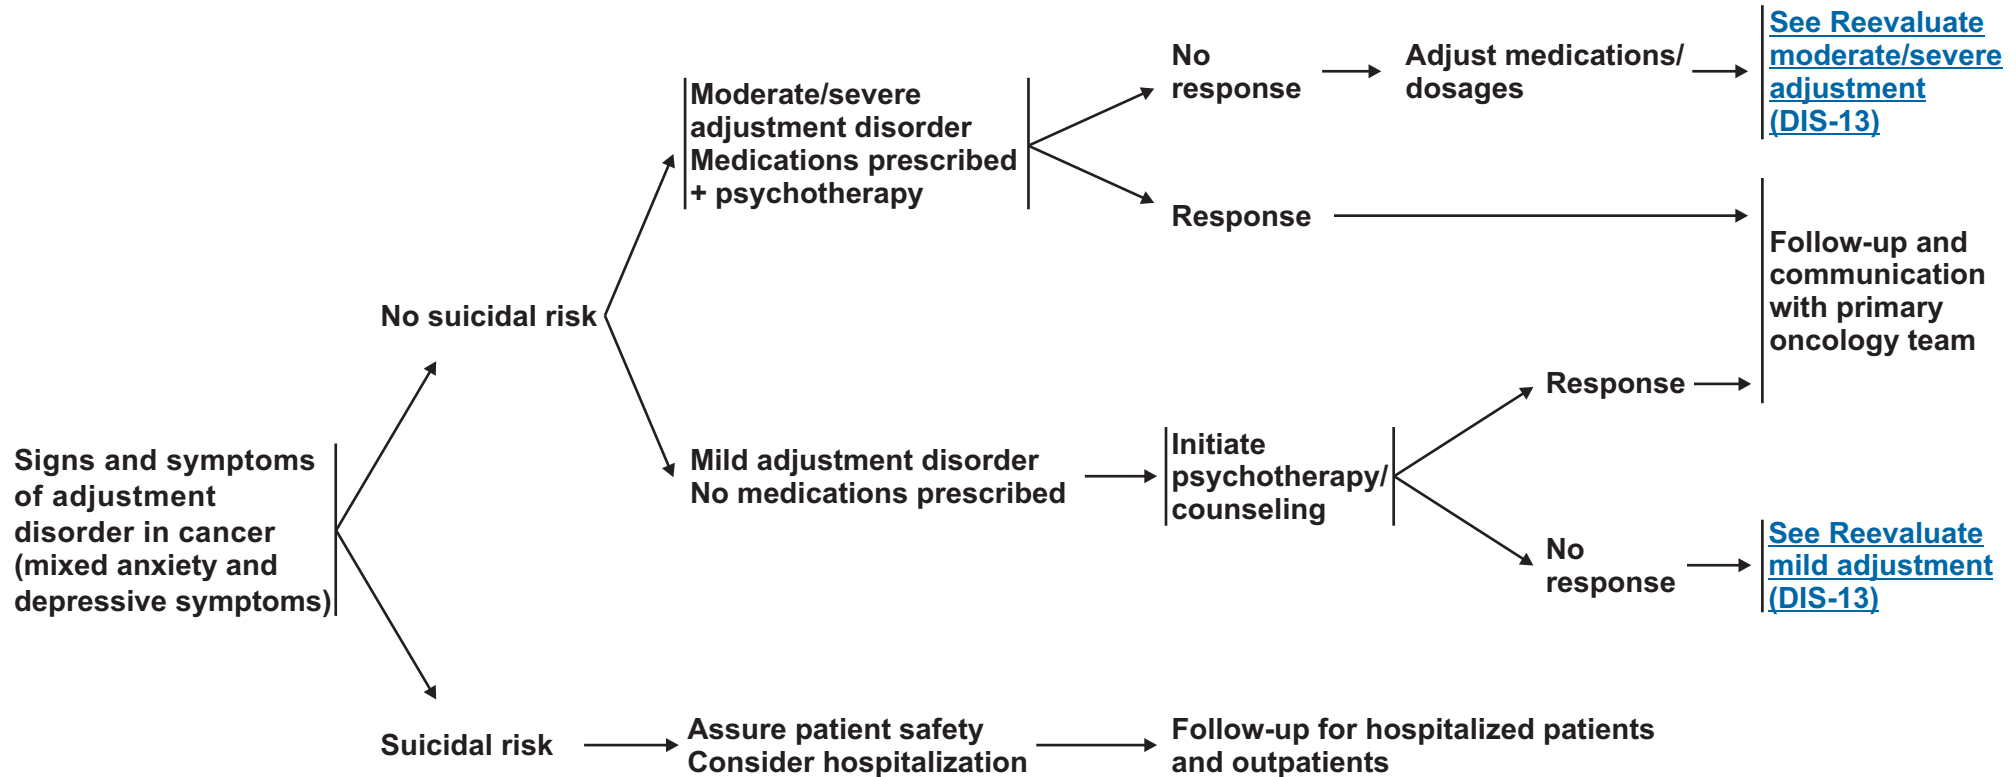 Signs and symptoms
of adjustment
disorder in cancer
(mixed anxiety and
depressive symptoms)
No suicidal risk
Moderate/severe
adjustment disorder
Medications prescribed
+ psychotherapy
No
response
Adjust medications/
dosages
See Reevaluate
moderate/severe
adjustment
(DIS-13)
Response
Follow-up and
communication
with primary
oncology team
Mild adjustment disorder
No medications prescribed
Initiate
psychotherapy/
counseling
Response
No
response
See Reevaluate
mild adjustment
(DIS-13)
Suicidal risk
Assure patient safety
Consider hospitalization
Follow-up for hospitalized patients
and outpatients